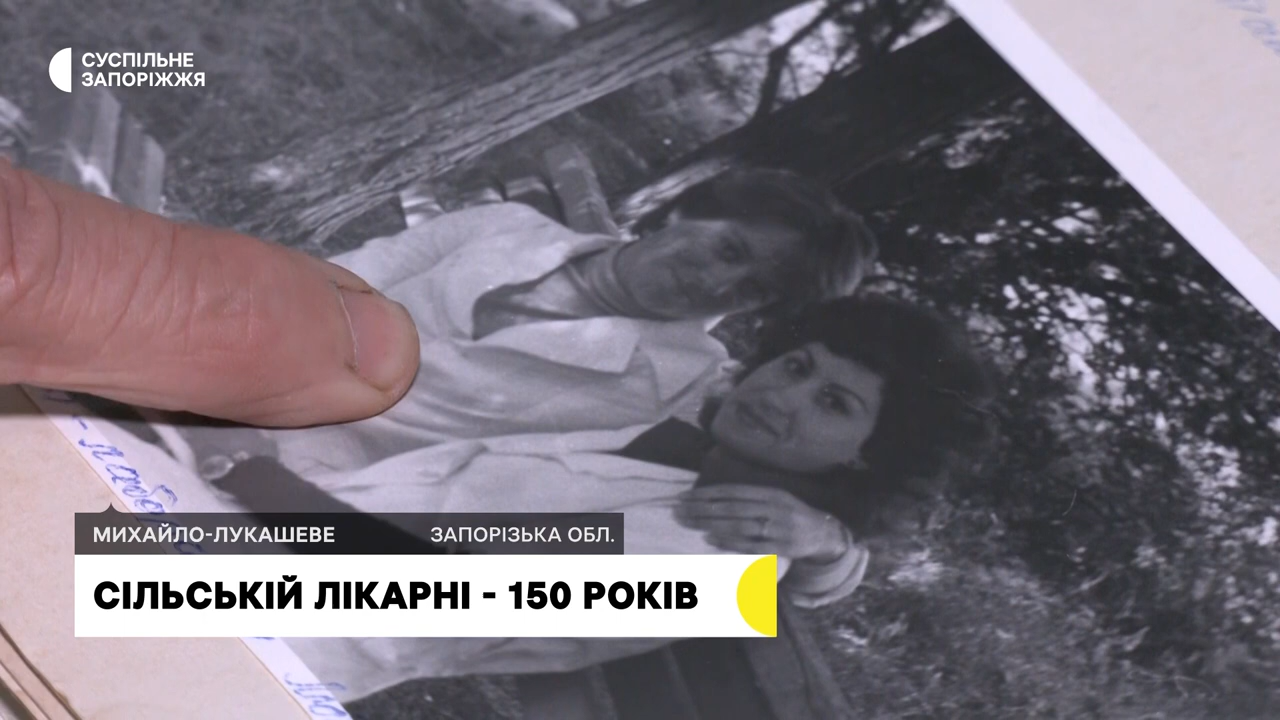 СУСПІЛЬНЕ
ЗАПОРІЖЖЯ
МИХАЙЛО-ЛУКАШЕВЕ ЗАПОРІЗЬКА ОБЛ.
СІЛЬСЬКІЙ ЛІКАРНІ - 150 РОКІВ